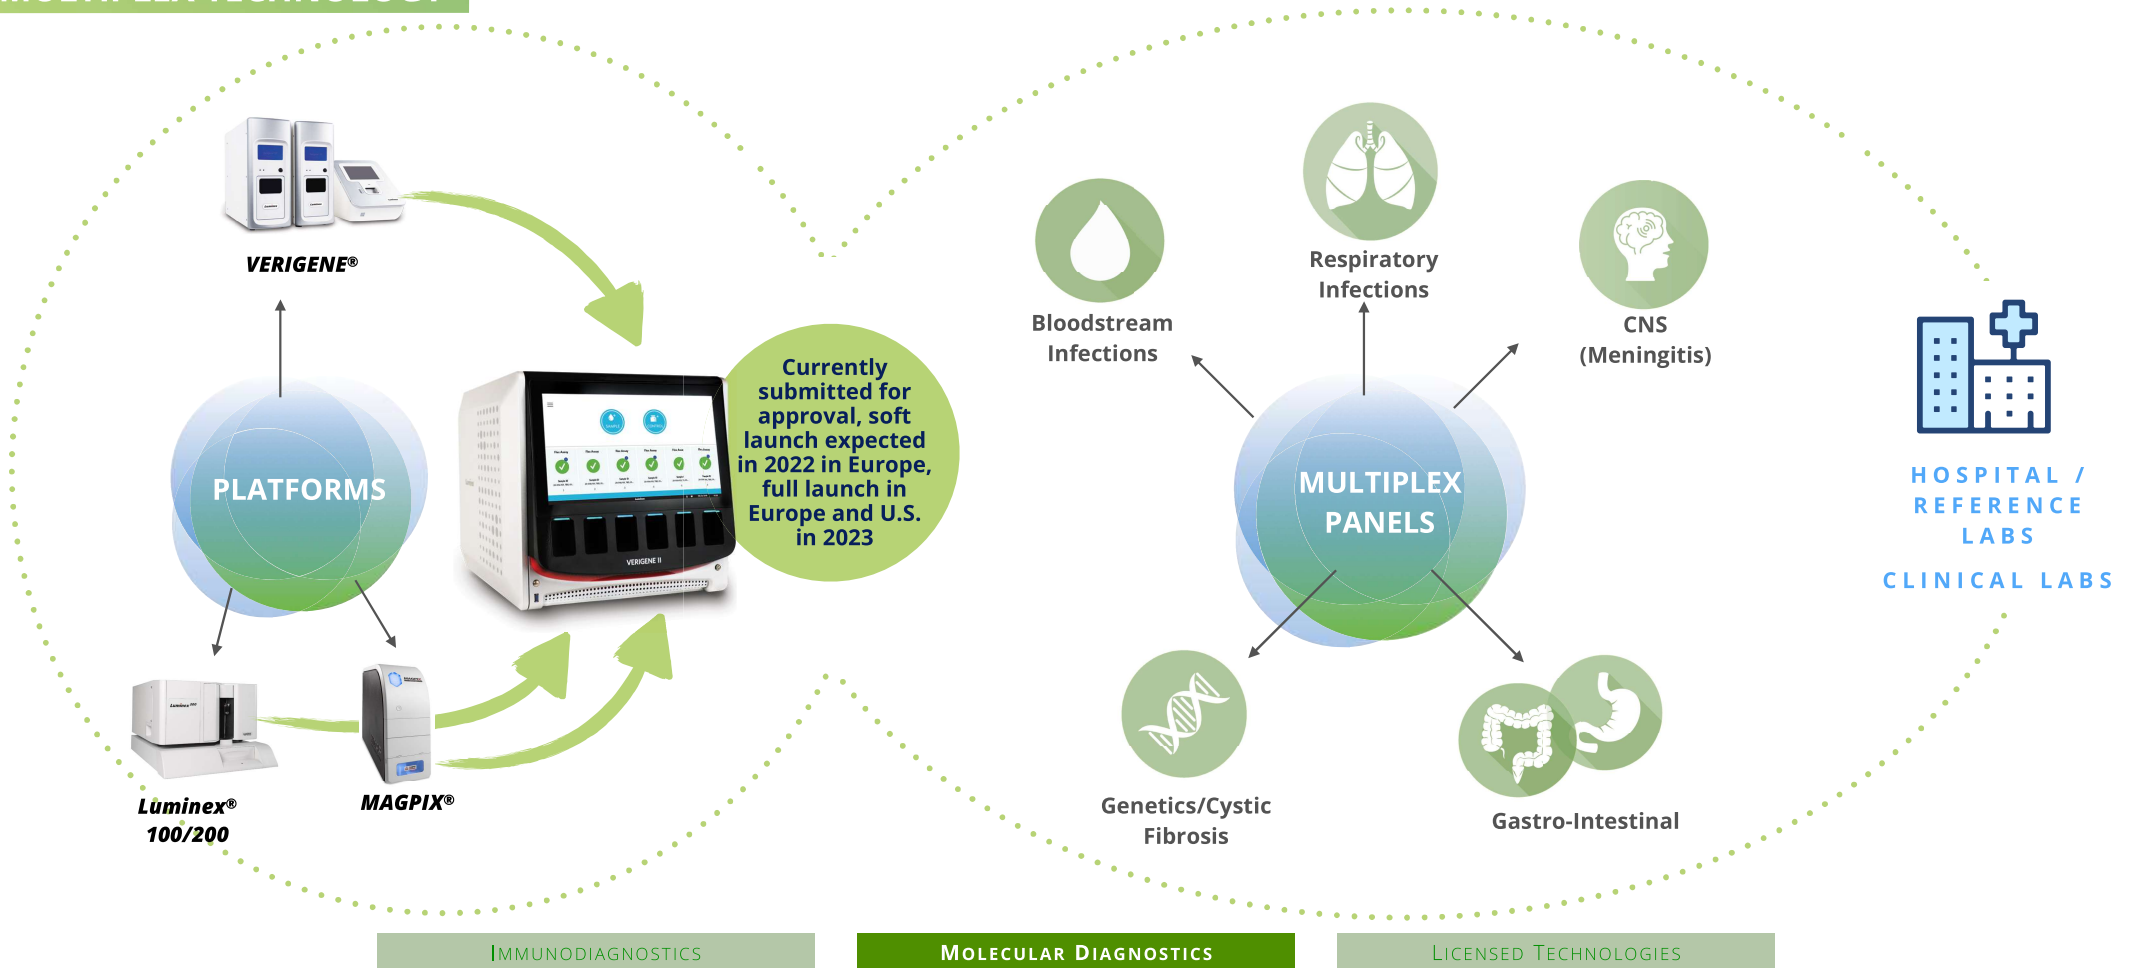 MULTIPLEX TECHNOLOGY
VERIGENE®
PLATFORMS
Luminex®
100/200
MAGPIX®
VERIGENE II
Currently
submitted for
approval, soft
launch expected
in 2022 in Europe,
full launch in
Europe and U.S.
in 2023
Bloodstream
Infections
Respiratory
Infections
CNS
(Meningitis)
MULTIPLEX
PANELS
Genetics/Cystic
Fibrosis
Gastro-Intestinal
HOSPITAL /
REFERENCE
LABS
CLINICAL LABS
IMMUNODIAGNOSTICS
MOLECULAR DIAGNOSTICS
LICENSED TECHNOLOGIES